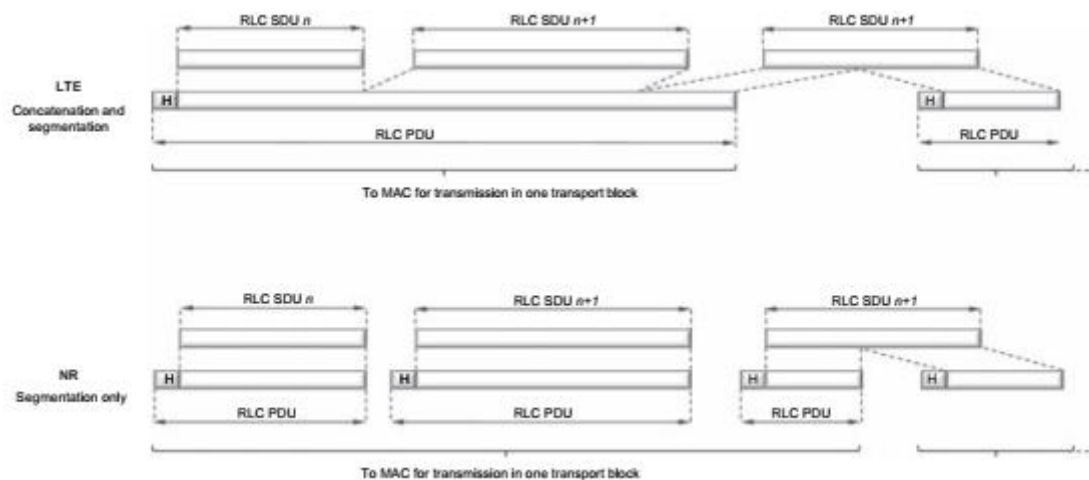 RLC SDU n RLC SDU n+1 RLC SDU n+1
LTE
Concatenation and
segmentation
H H
RLC PDU RLC PDU
To MAC for transmission in one transport block
RLC SDU n RLC SDU n+1 RLC SDU n+1
NR
Segmentation only
H H H H
RLC PDU RLC PDU RLC PDU
To MAC for transmission in one transport block